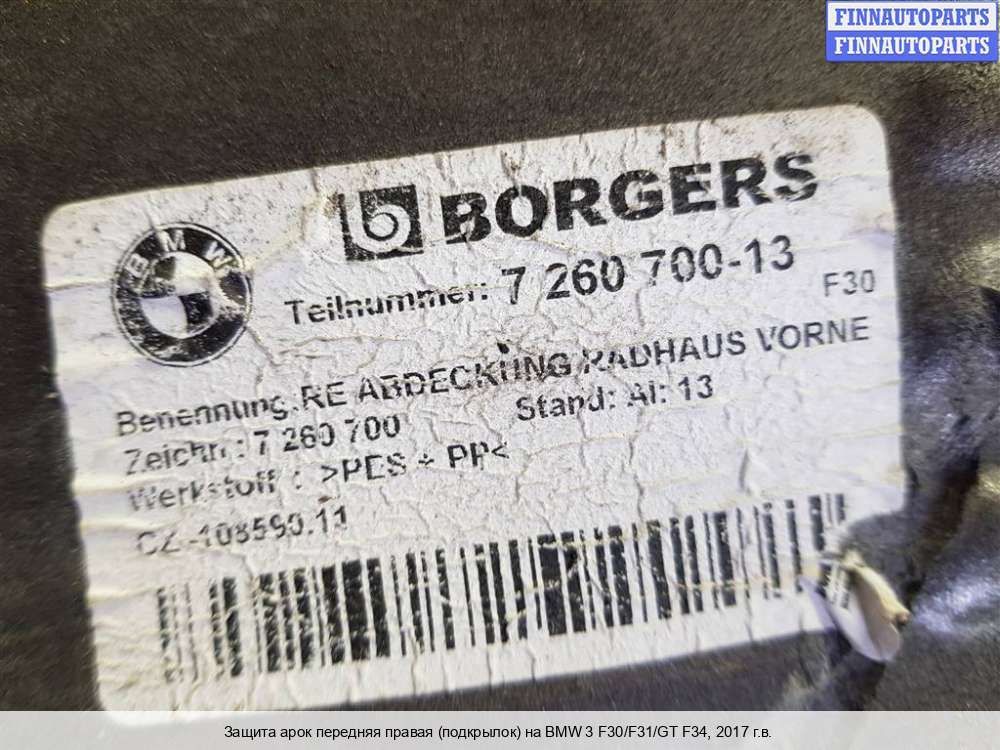 FINNAUTOPARTS
FINNAUTOPARTS
BORGERS
BMW
Teilnummer: 7 260 700-13
F30
Benennung: RE ABDECKUNG RADHAUS VORNE
Zeichn: 7 260 700 Stand: AI: 13
Werkstoff : >PES + PP<
CZ-108590.11
Защита арок передняя правая (подкрылок) на BMW 3 F30/F31/GT F34, 2017 г.в.